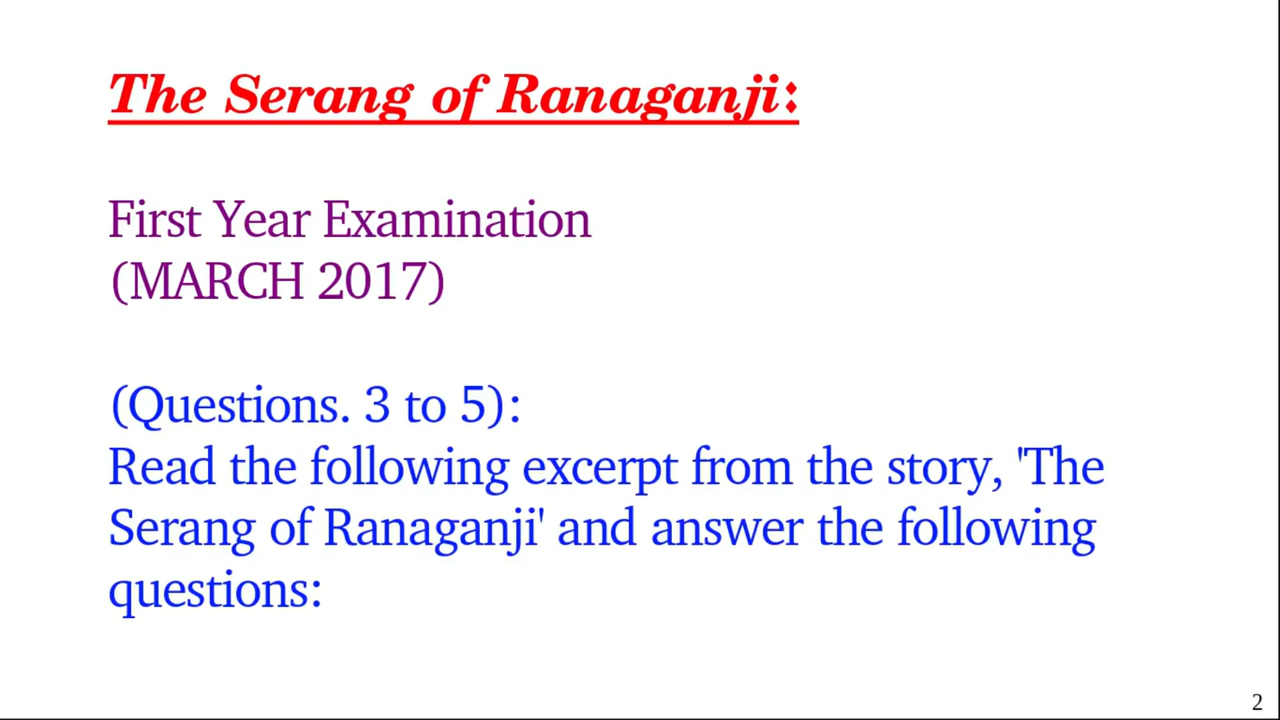 The Serang of Ranaganji:
First Year Examination
(MARCH 2017)
(Questions. 3 to 5):
Read the following excerpt from the story, 'The
Serang of Ranaganji' and answer the following
questions:
2